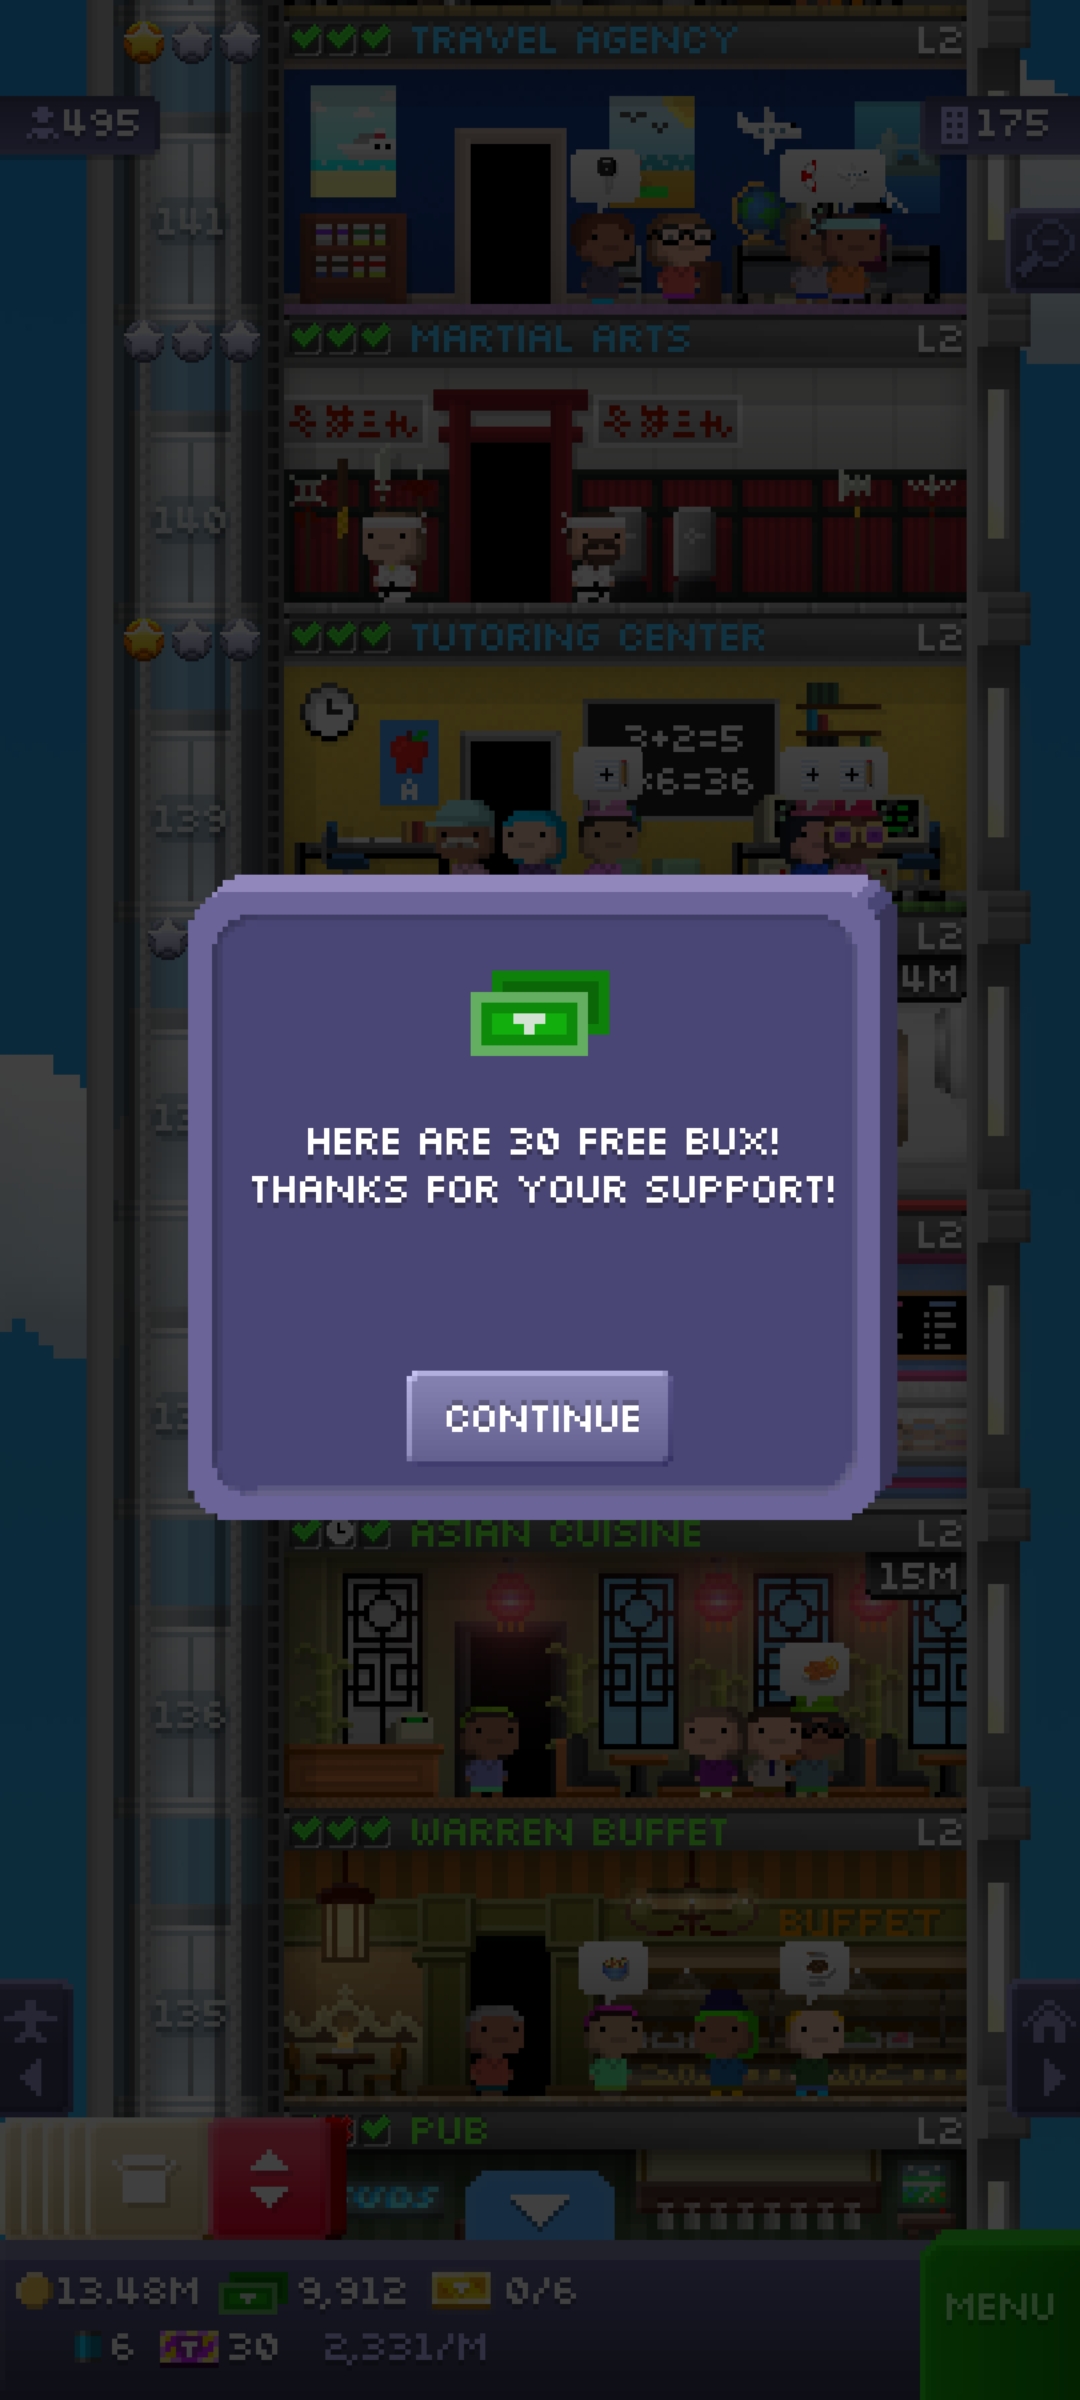 TRAVEL AGENCY L2
495
175
141
MARTIAL ARTS L2
140
TUTORING CENTER L2
3+2=5
x6=36
A
139
L2
4M
HERE ARE 30 FREE BUX!
THANKS FOR YOUR SUPPORT!
L2
CONTINUE
ASIAN CUISINE L2
15M
136
WARREN BUFFET L2
BUFFET
135
PUB L2
13.48M 9,912 0/6
MENU
6 30 2,331/M